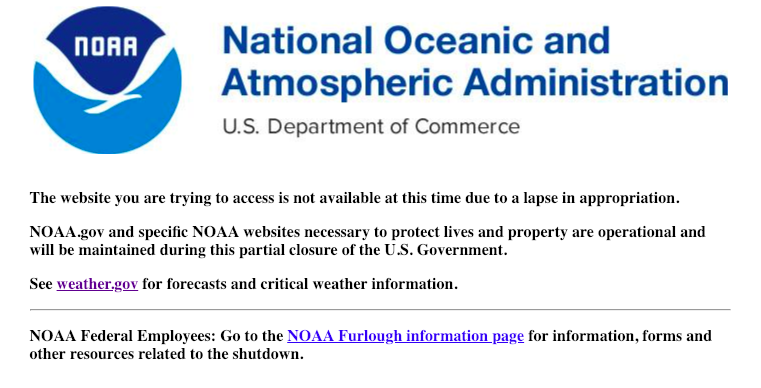 NOAA
National Oceanic and
Atmospheric Administration
U.S. Department of Commerce
The website you are trying to access is not available at this time due to a lapse in appropriation.
NOAA.gov and specific NOAA websites necessary to protect lives and property are operational and
will be maintained during this partial closure of the U.S. Government.
See weather.gov for forecasts and critical weather information.
NOAA Federal Employees: Go to the NOAA Furlough information page for information, forms and
other resources related to the shutdown.